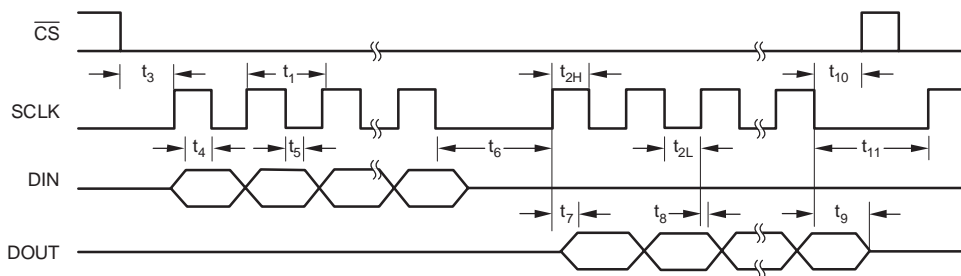 CS
t3 t1 t2H t10
SCLK
t4 t5 t6 t2L t11
DIN
t7 t8 t9
DOUT